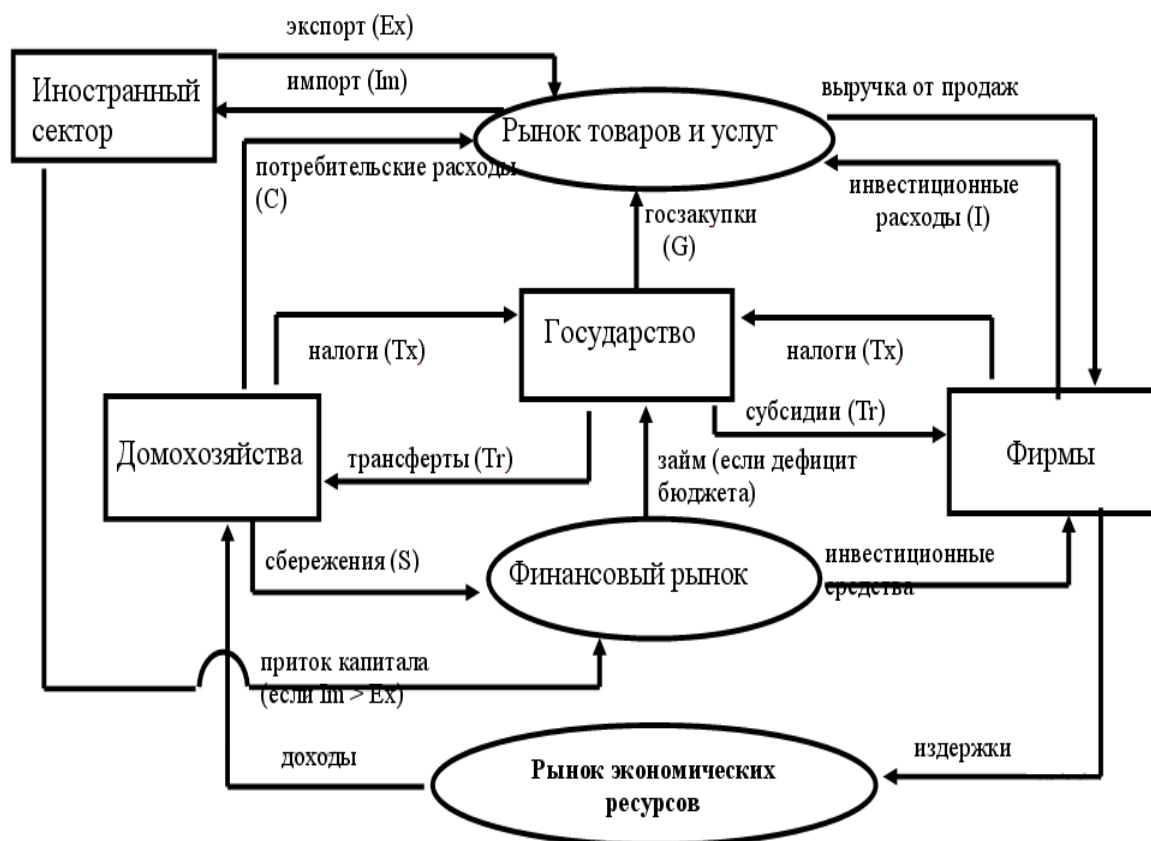 экспорт (Ex)
Иностранный
сектор
импорт (Im)
выручка от продаж
Рынок товаров и услуг
потребительские расходы
(C)
инвестиционные
расходы (I)
госзакупки
(G)
Государство
налоги (Tx)
налоги (Tx)
Домохозяйства
трансферты (Tr)
субсидии (Tr)
займ (если дефицит
бюджета)
Фирмы
сбережения (S)
Финансовый рынок
инвестиционные
средства
приток капитала
(если Im > Ex)
доходы
Рынок экономических
ресурсов
издержки